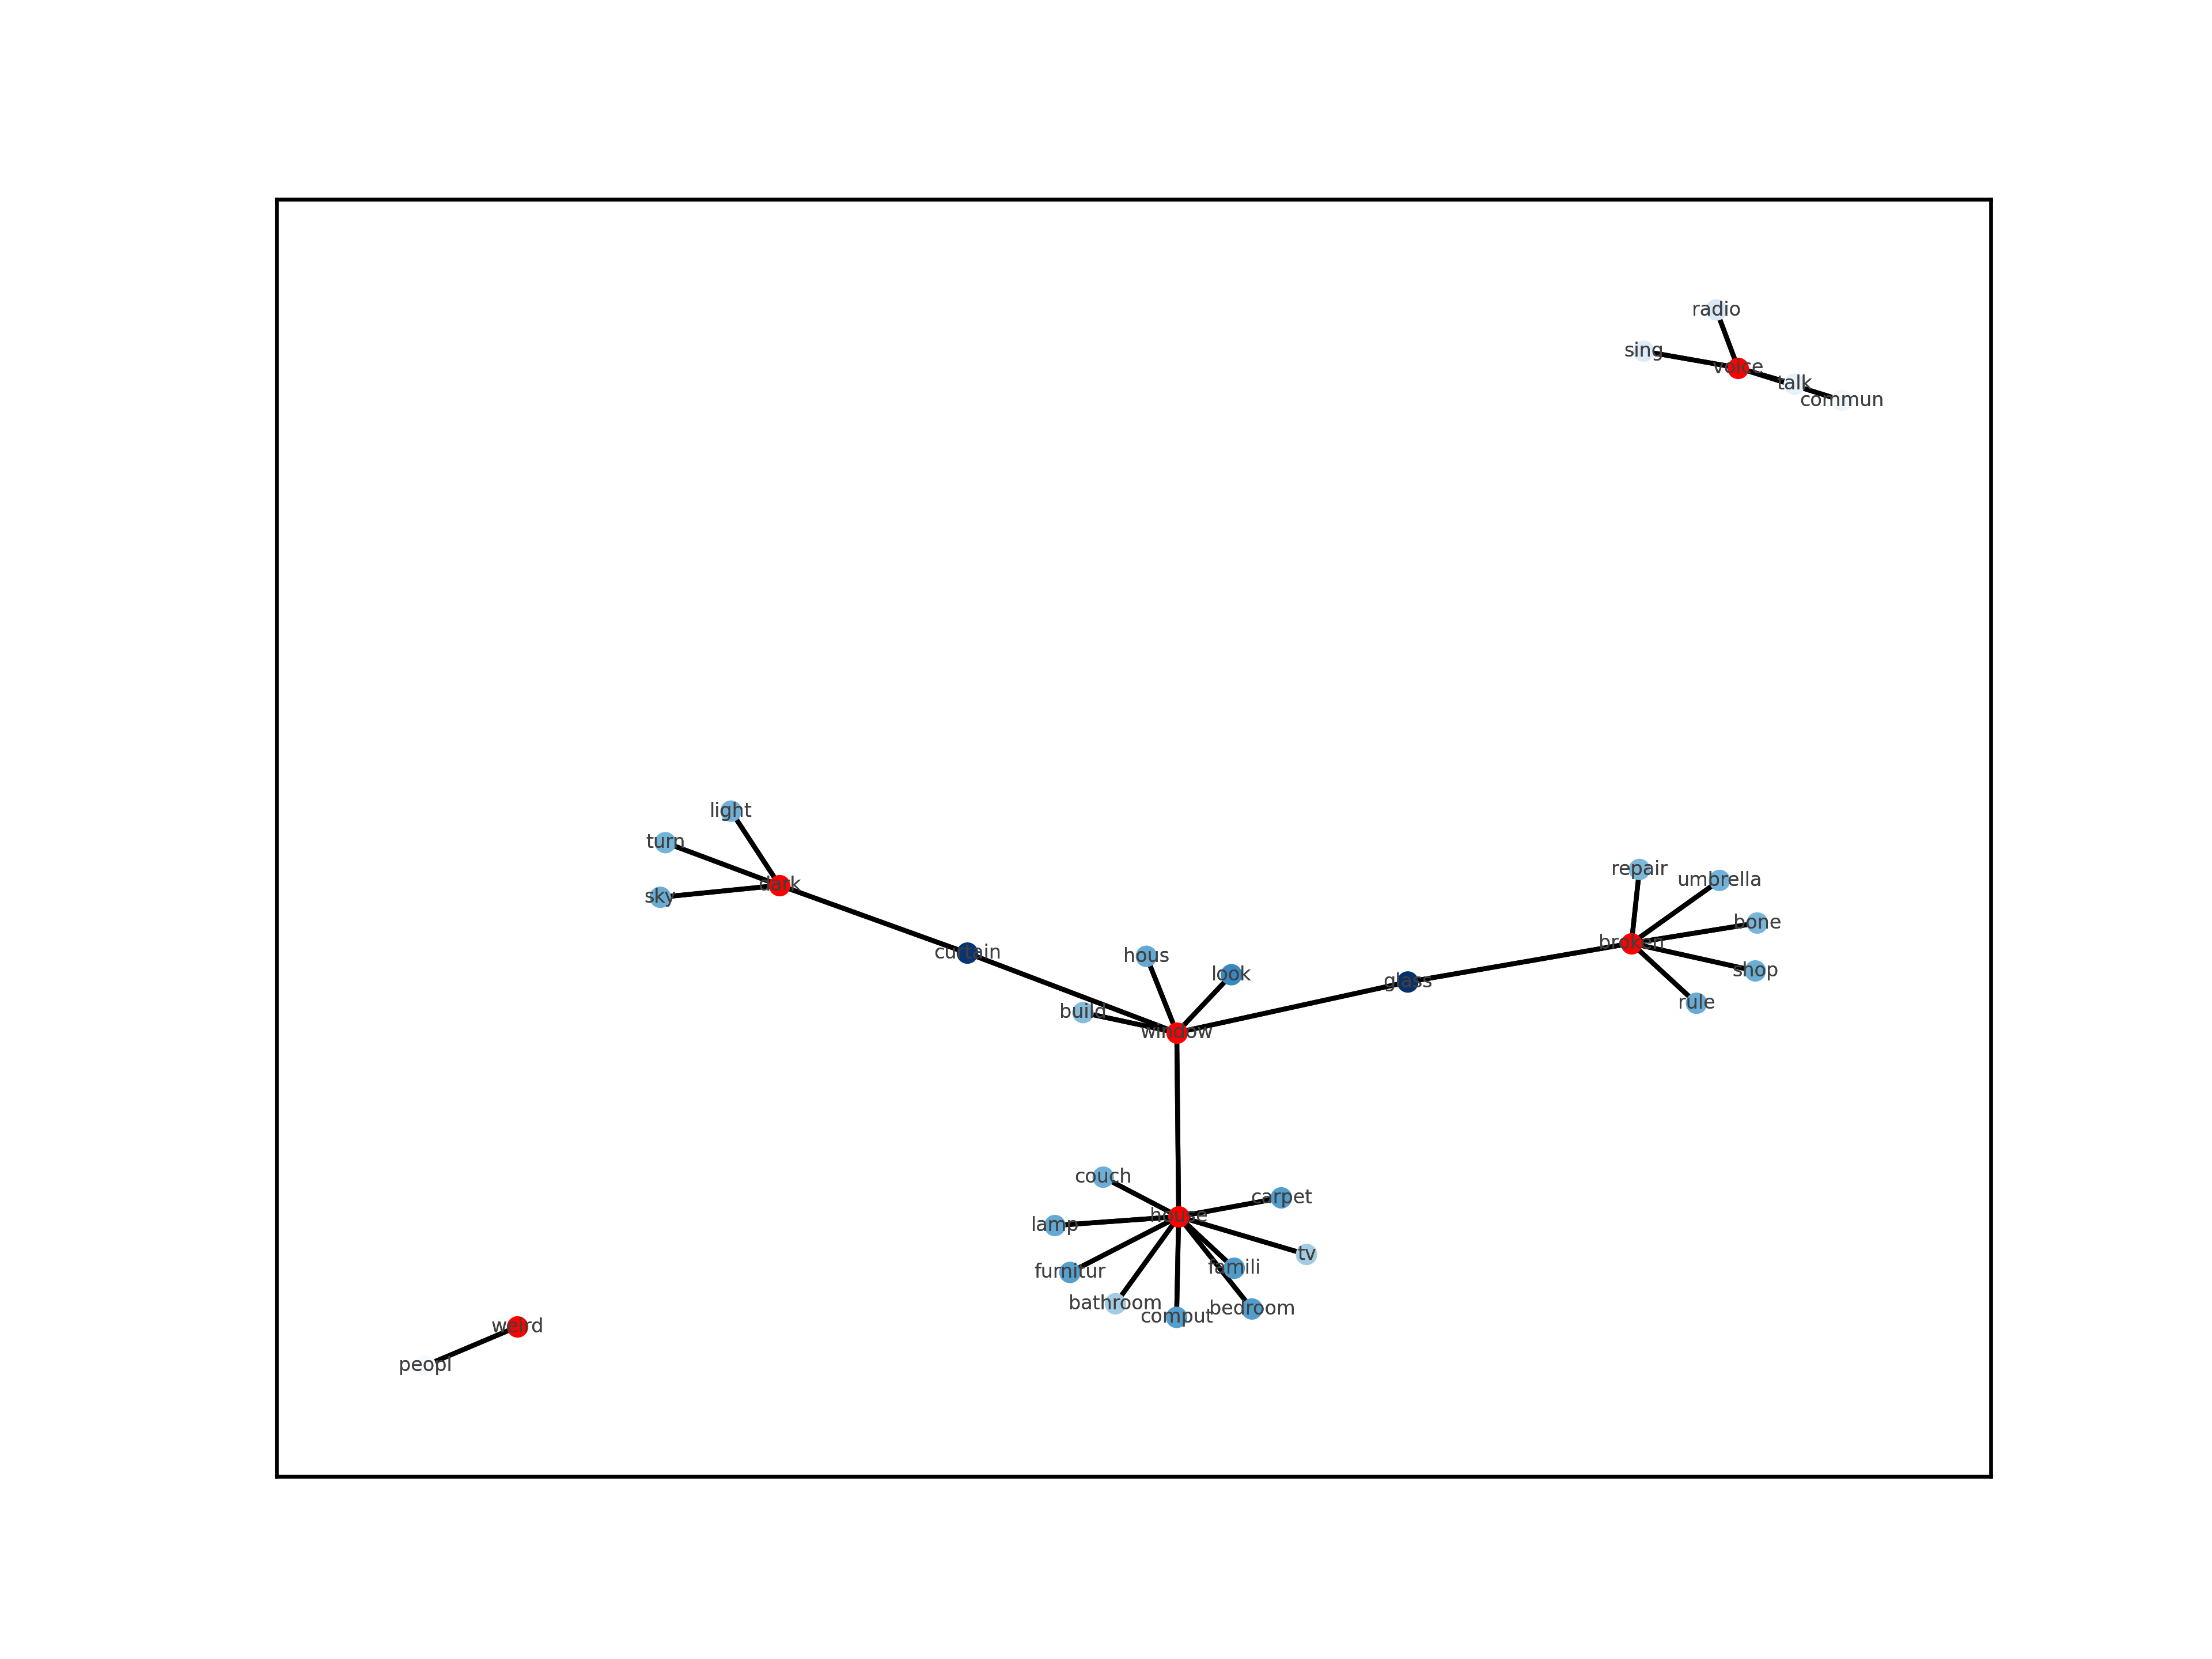 radio
sing
voice
talk
commun
light
turn
dark
sky
repair
umbrella
bone
broken
curtain
hous
look
shop
glass
rule
build
window
couch
carpet
house
lamp
tv
famili
furnitur
bathroom
bedroom
comput
weird
peopl